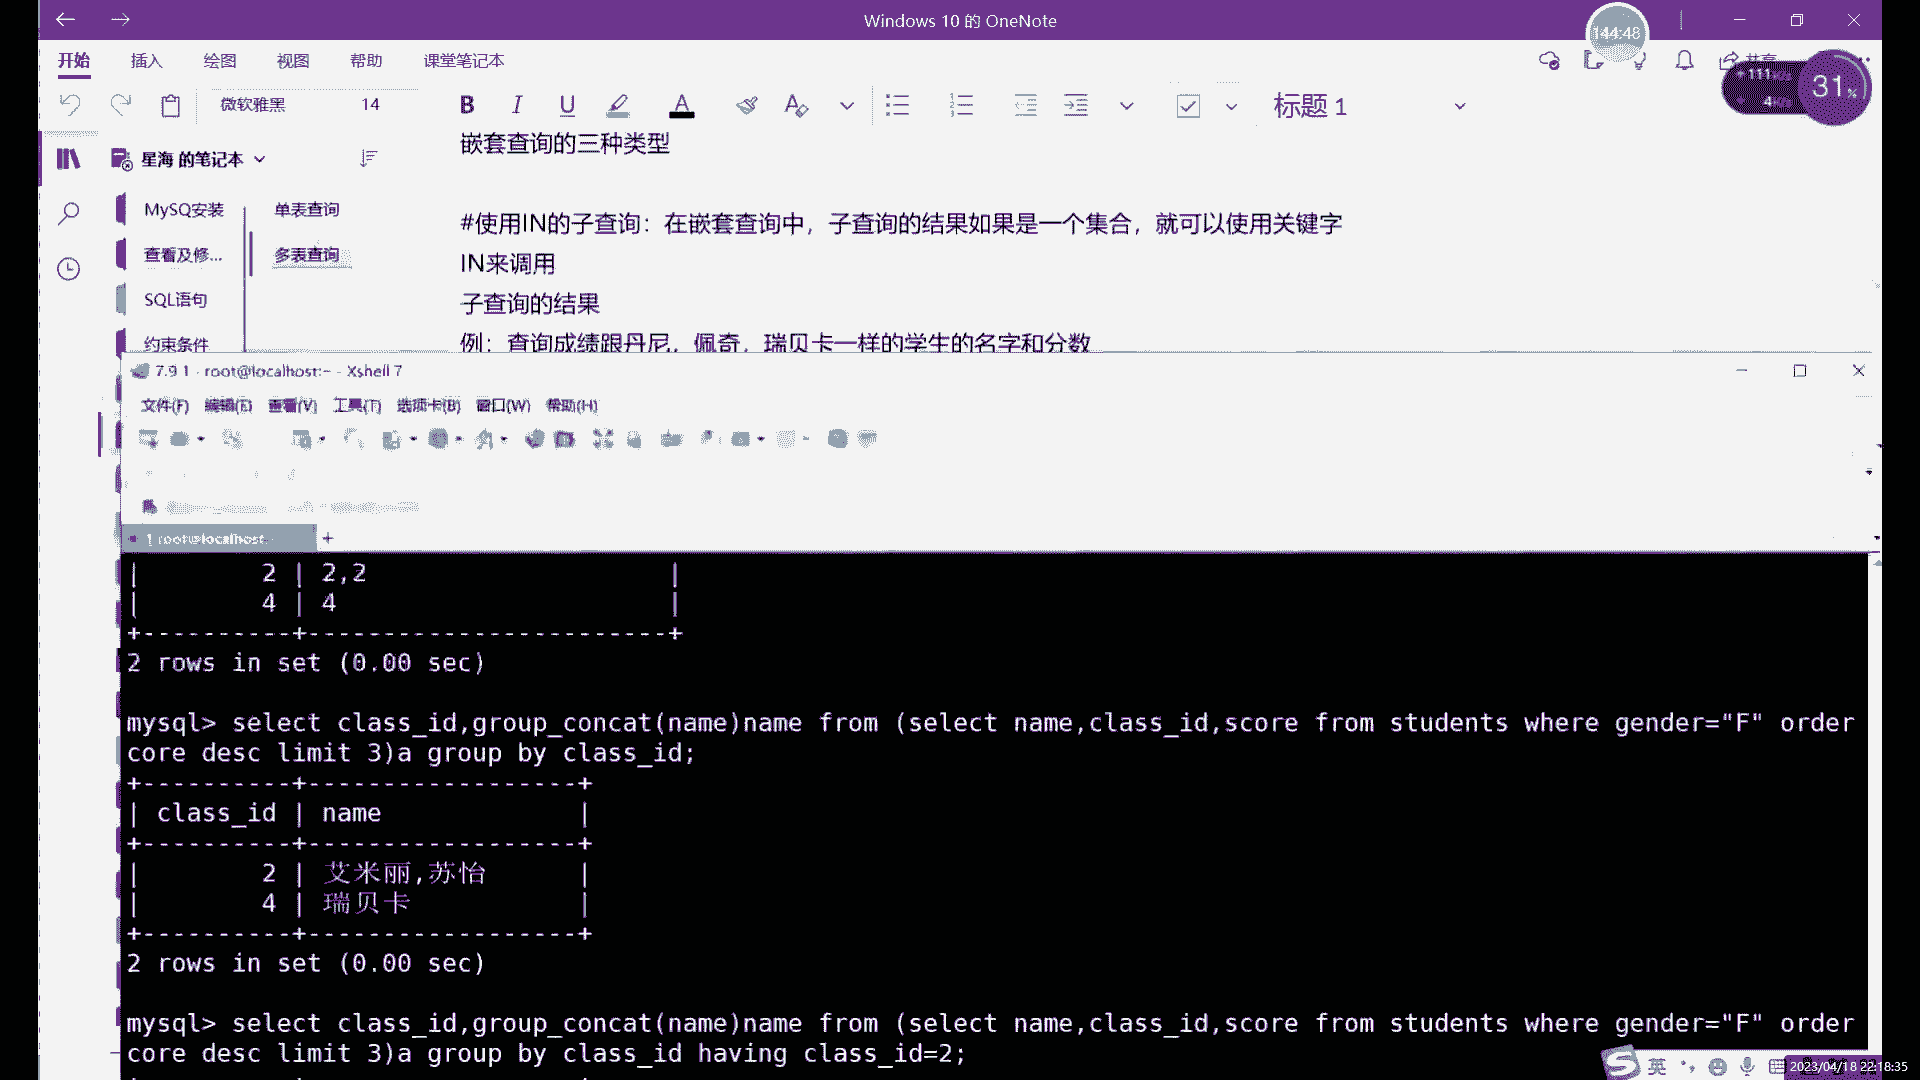 Windows 10 的 OneNote
144:48
开始 插入 绘图 视图 帮助 课堂笔记本
共享
111
4
31%
微软雅黑 14 B I U A 标题 1
嵌套查询的三种类型
星海 的笔记本
MySQ安装 单表查询
#使用IN的子查询：在嵌套查询中，子查询的结果如果是一个集合，就可以使用关键字
查看及修... 多表查询
IN来调用
SQL语句
子查询的结果
约束条件
例：查询成绩跟丹尼，佩奇，瑞贝卡一样的学生的名字和分数
7.9 1 - root@localhost:~ - Xshell 7
文件(F) 编辑(E) 查看(V) 工具(T) 选项卡(B) 窗口(W) 帮助(H)
1 root@localhost: +
| 2 | 2,2 |
| 4 | 4 |
+----------+------------------------+
2 rows in set (0.00 sec)
mysql> select class_id,group_concat(name)name from (select name,class_id,score from students where gender="F" order
core desc limit 3)a group by class_id;
+----------+------------------+
| class_id | name |
+----------+------------------+
| 2 | 艾米丽,苏怡 |
| 4 | 瑞贝卡 |
+----------+------------------+
2 rows in set (0.00 sec)
mysql> select class_id,group_concat(name)name from (select name,class_id,score from students where gender="F" order
core desc limit 3)a group by class_id having class_id=2;
英
2023/04/18 22:18:35